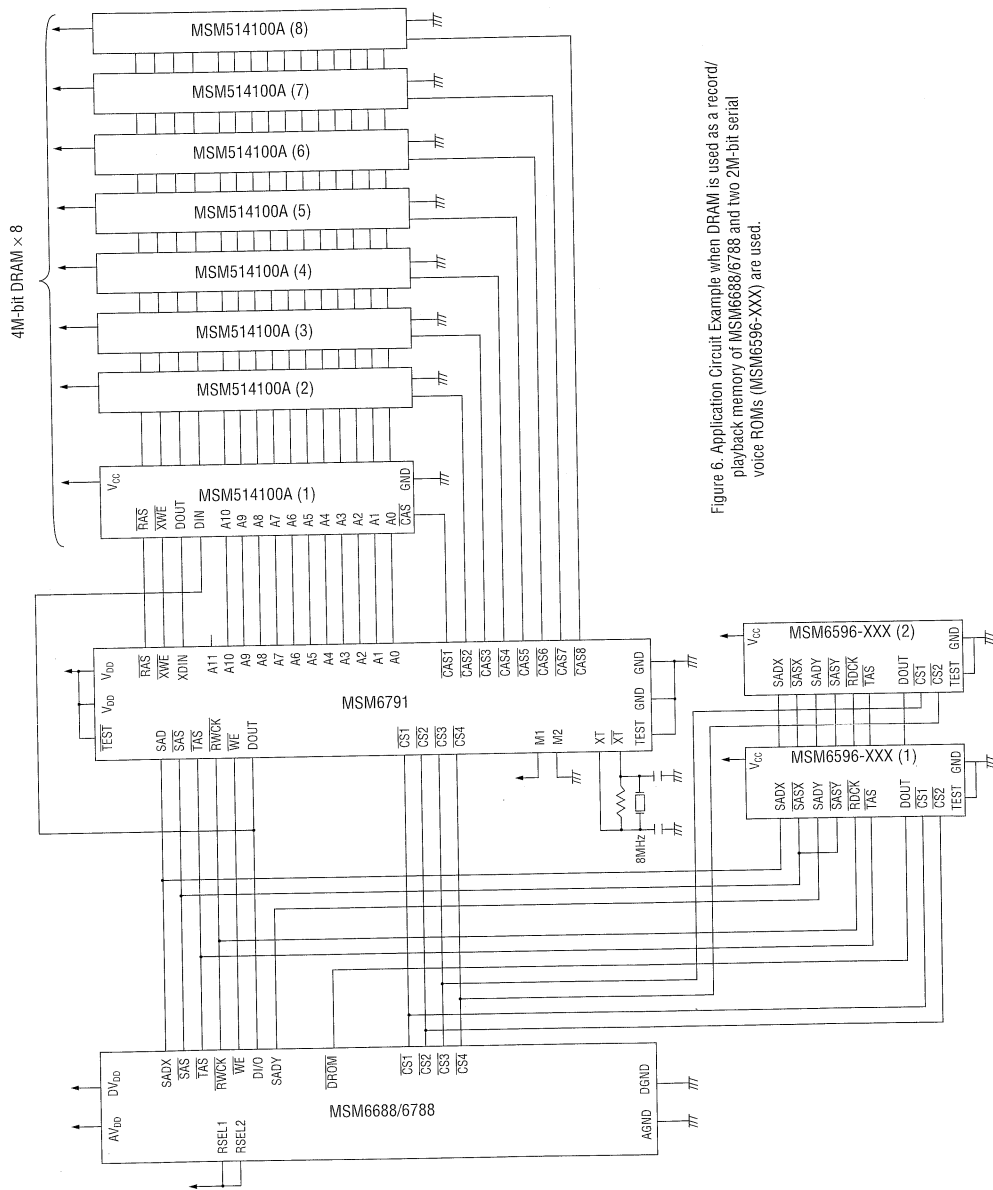 4M-bit DRAM × 8
MSM514100A (8)
MSM514100A (7)
MSM514100A (6)
MSM514100A (5)
MSM514100A (4)
MSM514100A (3)
MSM514100A (2)
MSM514100A (1)
VCC
GND
RAS
XWE
DOUT
DIN
A10
A9
A8
A7
A6
A5
A4
A3
A2
A1
A0
CAS
MSM6791
TEST
VDD
VDD
RAS
XWE
XDIN
A11
A10
A9
A8
A7
A6
A5
A4
A3
A2
A1
A0
CAS1
CAS2
CAS3
CAS4
CAS5
CAS6
CAS7
CAS8
SAD
SAS
TAS
RWCK
WE
DOUT
CS1
CS2
CS3
CS4
M1
M2
XT
XT
TEST
GND
GND
8MHz
MSM6596-XXX (2)
VCC
SADX
SASX
SADY
SASY
RDCK
TAS
DOUT
CS1
CS2
TEST
GND
MSM6596-XXX (1)
VCC
SADX
SASX
SADY
SASY
RDCK
TAS
DOUT
CS1
CS2
TEST
GND
MSM6688/6788
AVDD
DVDD
RSEL1
RSEL2
SADX
SAS
TAS
RWCK
WE
DI/O
SADY
DROM
CS1
CS2
CS3
CS4
AGND
DGND
Figure 6. Application Circuit Example when DRAM is used as a record/
playback memory of MSM6688/6788 and two 2M-bit serial
voice ROMs (MSM6596-XXX) are used.